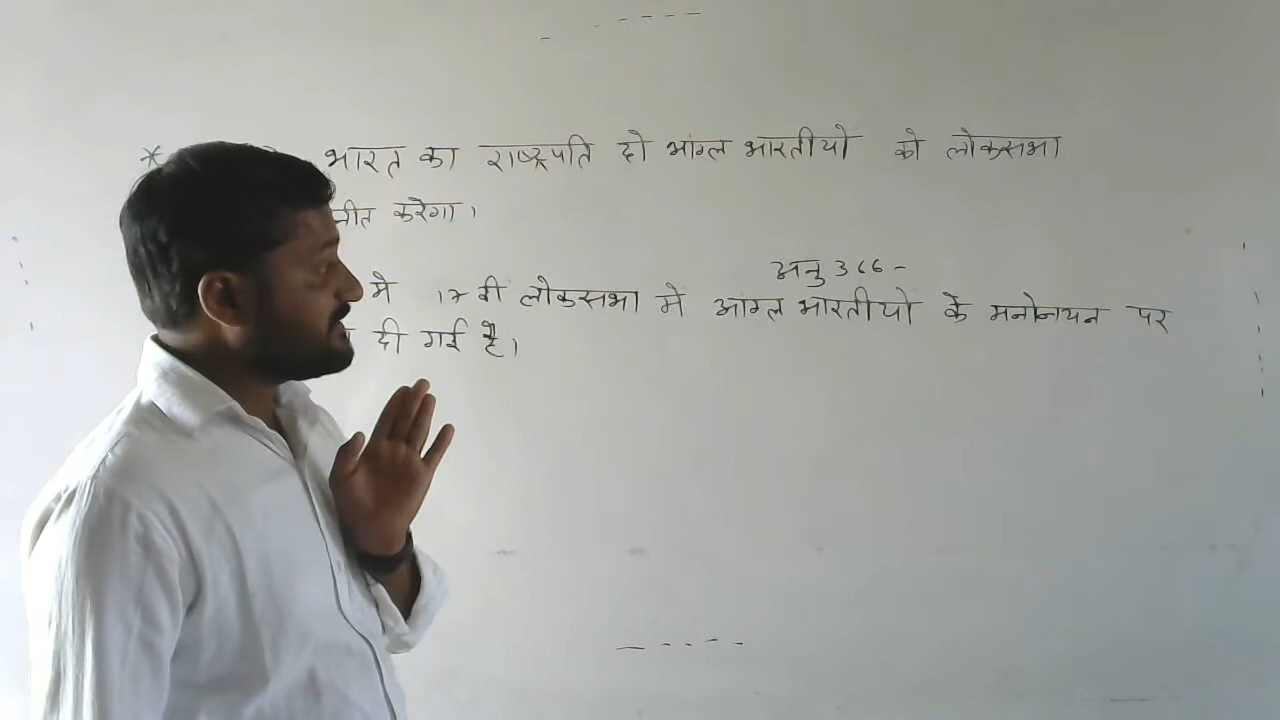 * भारत का राष्ट्रपति दो आंग्ल भारतीयो को लोकसभा
करेगा।
अनु 366 -
मे 17 वी लोकसभा मे आंग्ल भारतीयो के मनोनयन पर
दी गई है।